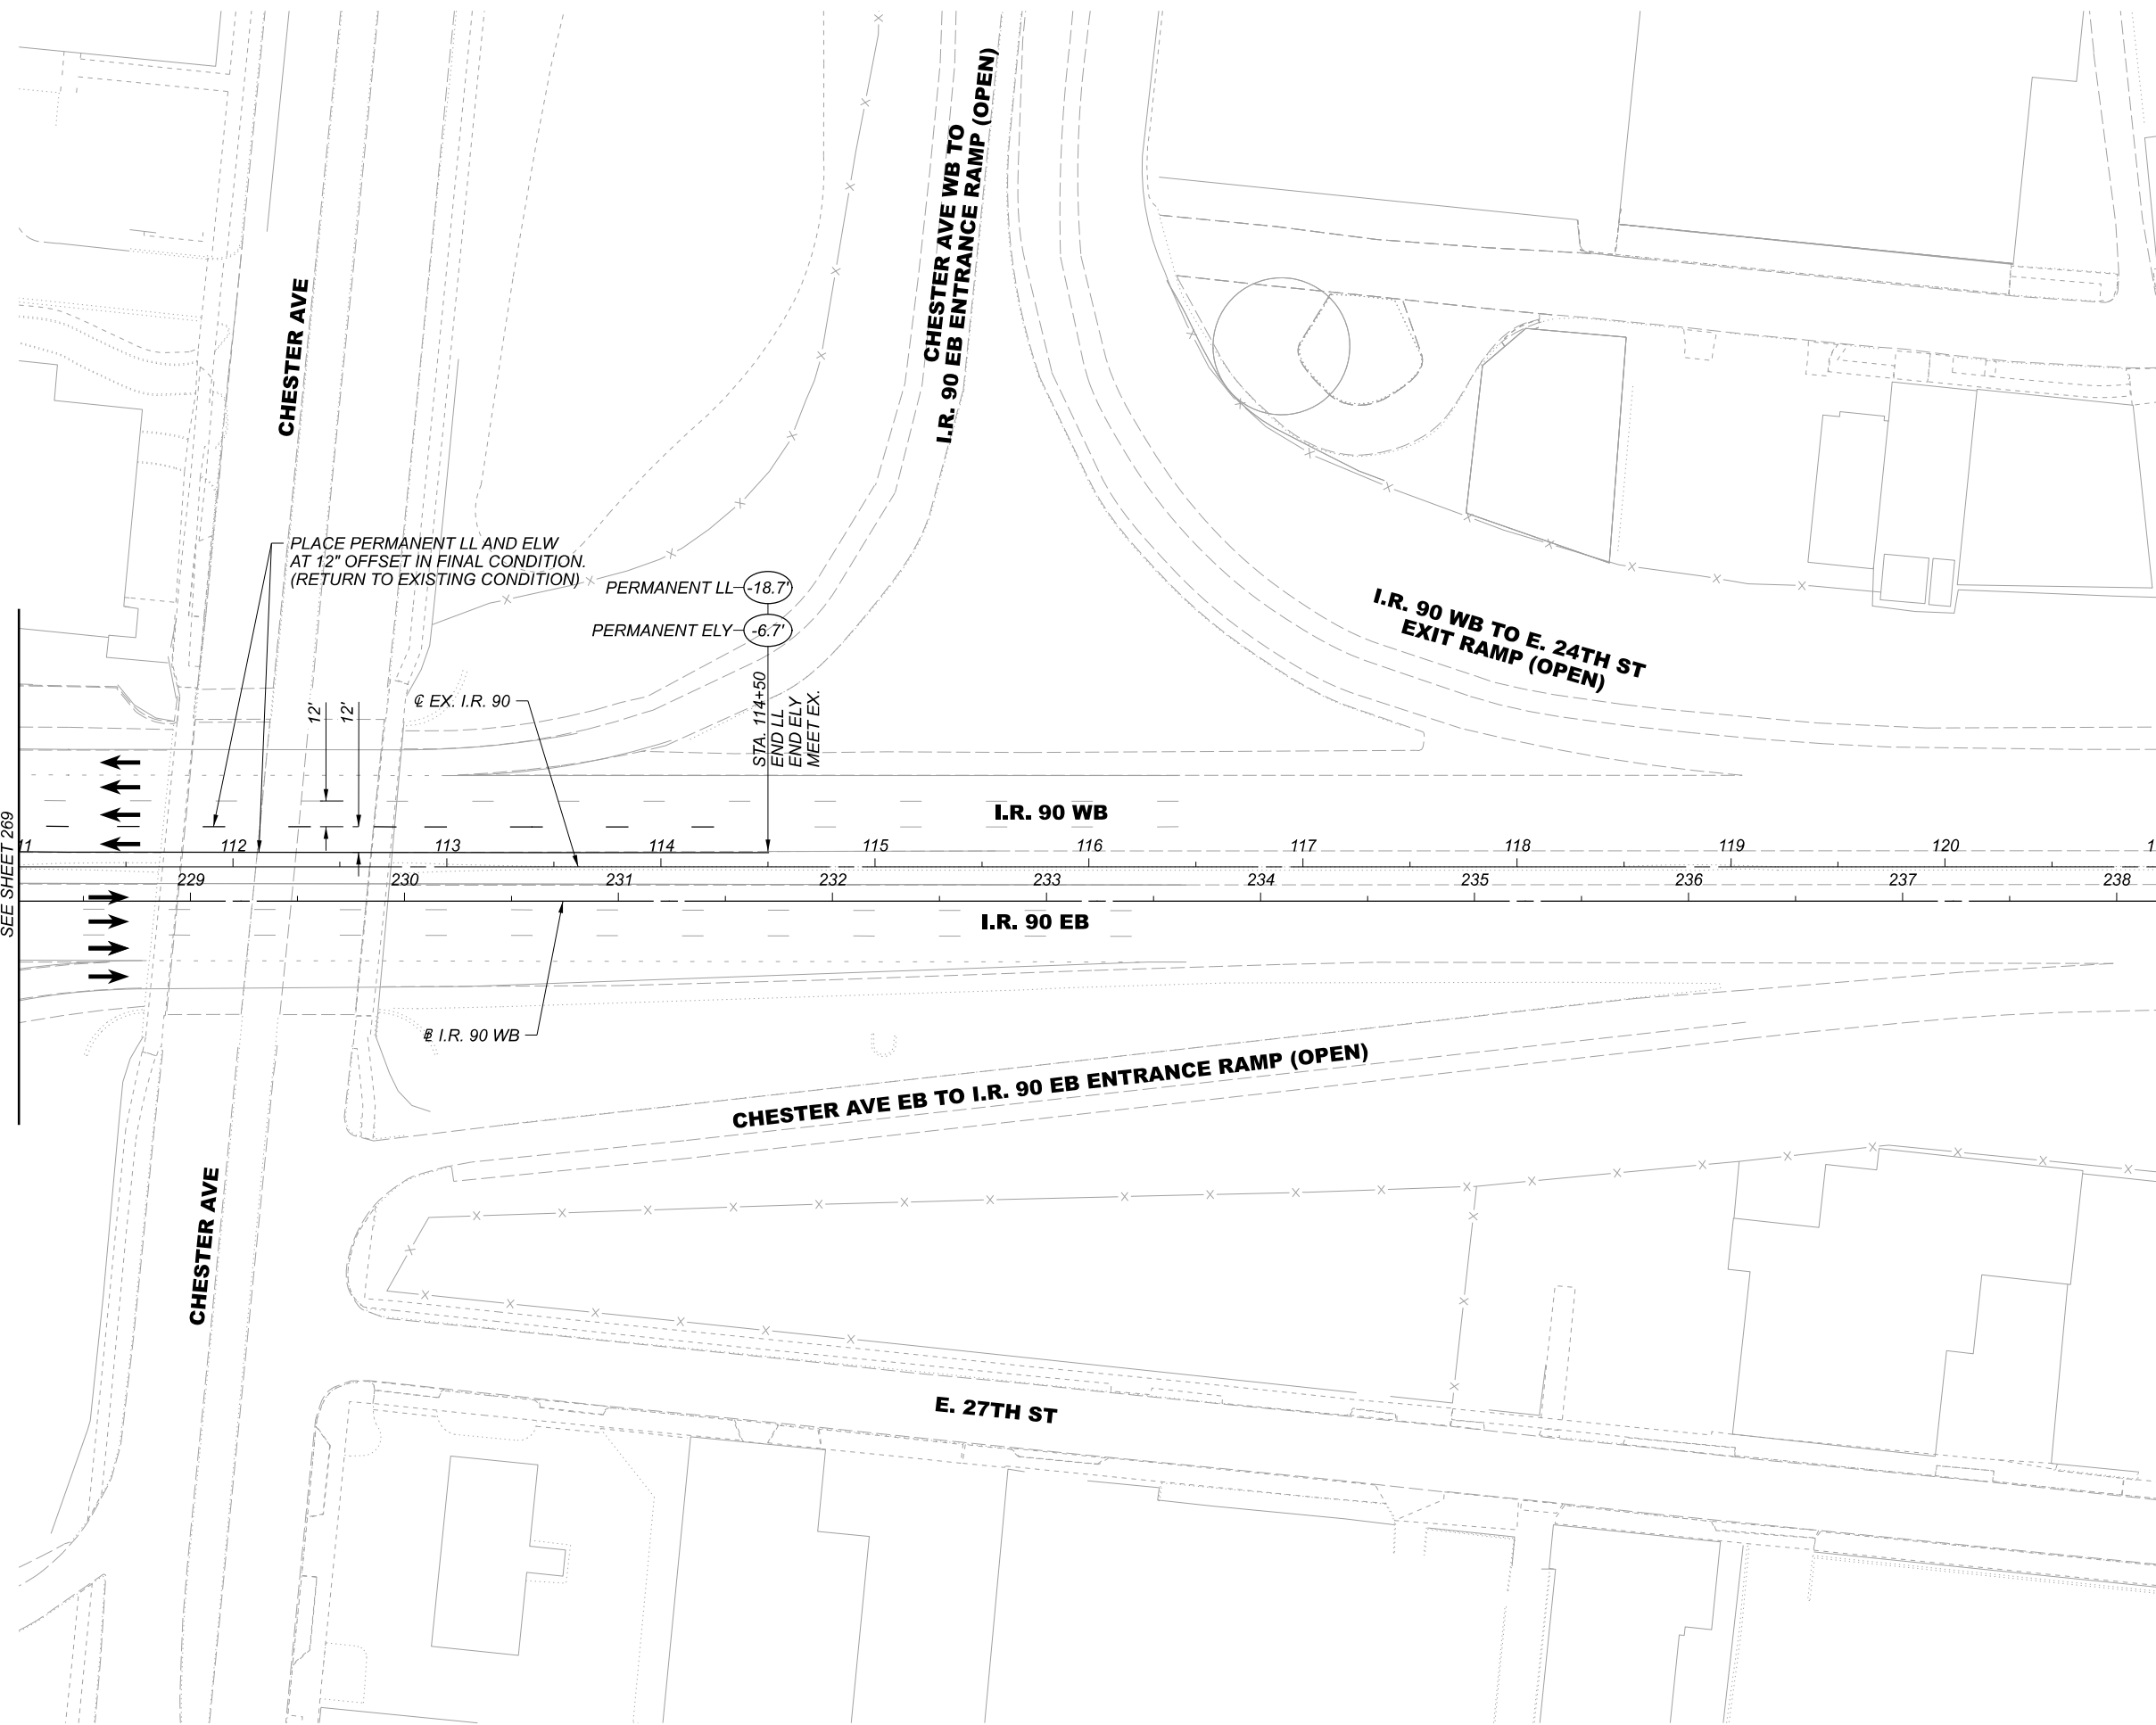 CHESTER AVE WB TO
I.R. 90 EB ENTRANCE RAMP (OPEN)
CHESTER AVE
PLACE PERMANENT LL AND ELW
AT 12" OFFSET IN FINAL CONDITION.
(RETURN TO EXISTING CONDITION)
PERMANENT LL
-18.7'
PERMANENT ELY
-6.7'
I.R. 90 WB TO E. 24TH ST
EXIT RAMP (OPEN)
STA. 114+50
END LL
END ELY
MEET EX.
℄ EX. I.R. 90
12'
12'
I.R. 90 WB
SEE SHEET 269
112
113
114
115
116
117
118
119
120
229
230
231
232
233
234
235
236
237
238
I.R. 90 EB
I.R. 90 WB
CHESTER AVE EB TO I.R. 90 EB ENTRANCE RAMP (OPEN)
CHESTER AVE
E. 27TH ST